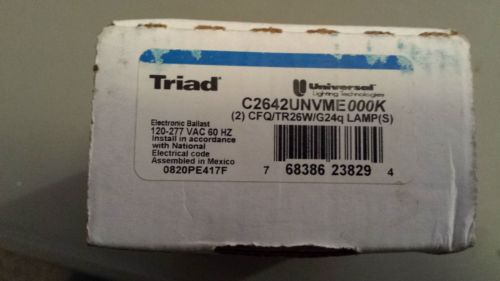 Triad®
Universal®
Lighting Technologies
C2642UNVME000K
(2) CFQ/TR26W/G24q LAMP(S)
Electronic Ballast
120-277 VAC 60 HZ
Install in accordance
with National
Electrical code
Assembled in Mexico
0820PE417F
7 68386 23829 4